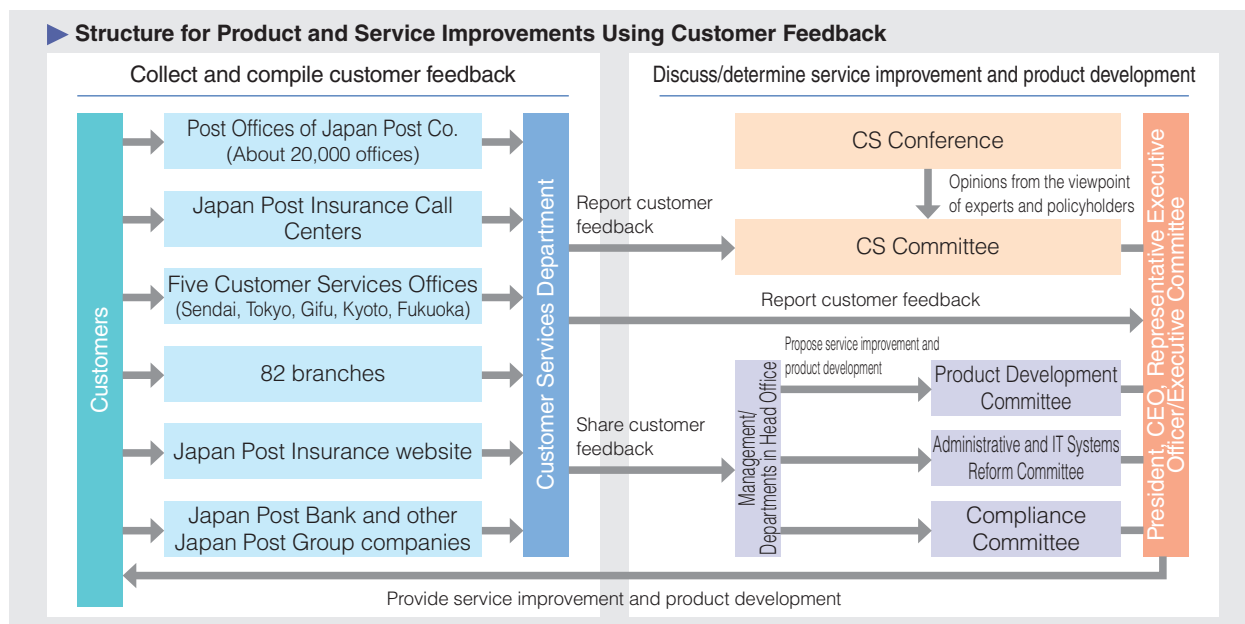 Structure for Product and Service Improvements Using Customer Feedback
Collect and compile customer feedback
Customers
Post Offices of Japan Post Co.
(About 20,000 offices)
Japan Post Insurance Call
Centers
Five Customer Services Offices
(Sendai, Tokyo, Gifu, Kyoto, Fukuoka)
82 branches
Japan Post Insurance website
Japan Post Bank and other
Japan Post Group companies
Customer Services Department
Discuss/determine service improvement and product development
Report customer
feedback
CS Conference
Opinions from the viewpoint
of experts and policyholders
CS Committee
Report customer feedback
Share customer
feedback
Management/
Departments in Head Office
Propose service improvement and
product development
Product Development
Committee
Administrative and IT Systems
Reform Committee
Compliance
Committee
President, CEO, Representative Executive
Officer/Executive Committee
Provide service improvement and product development